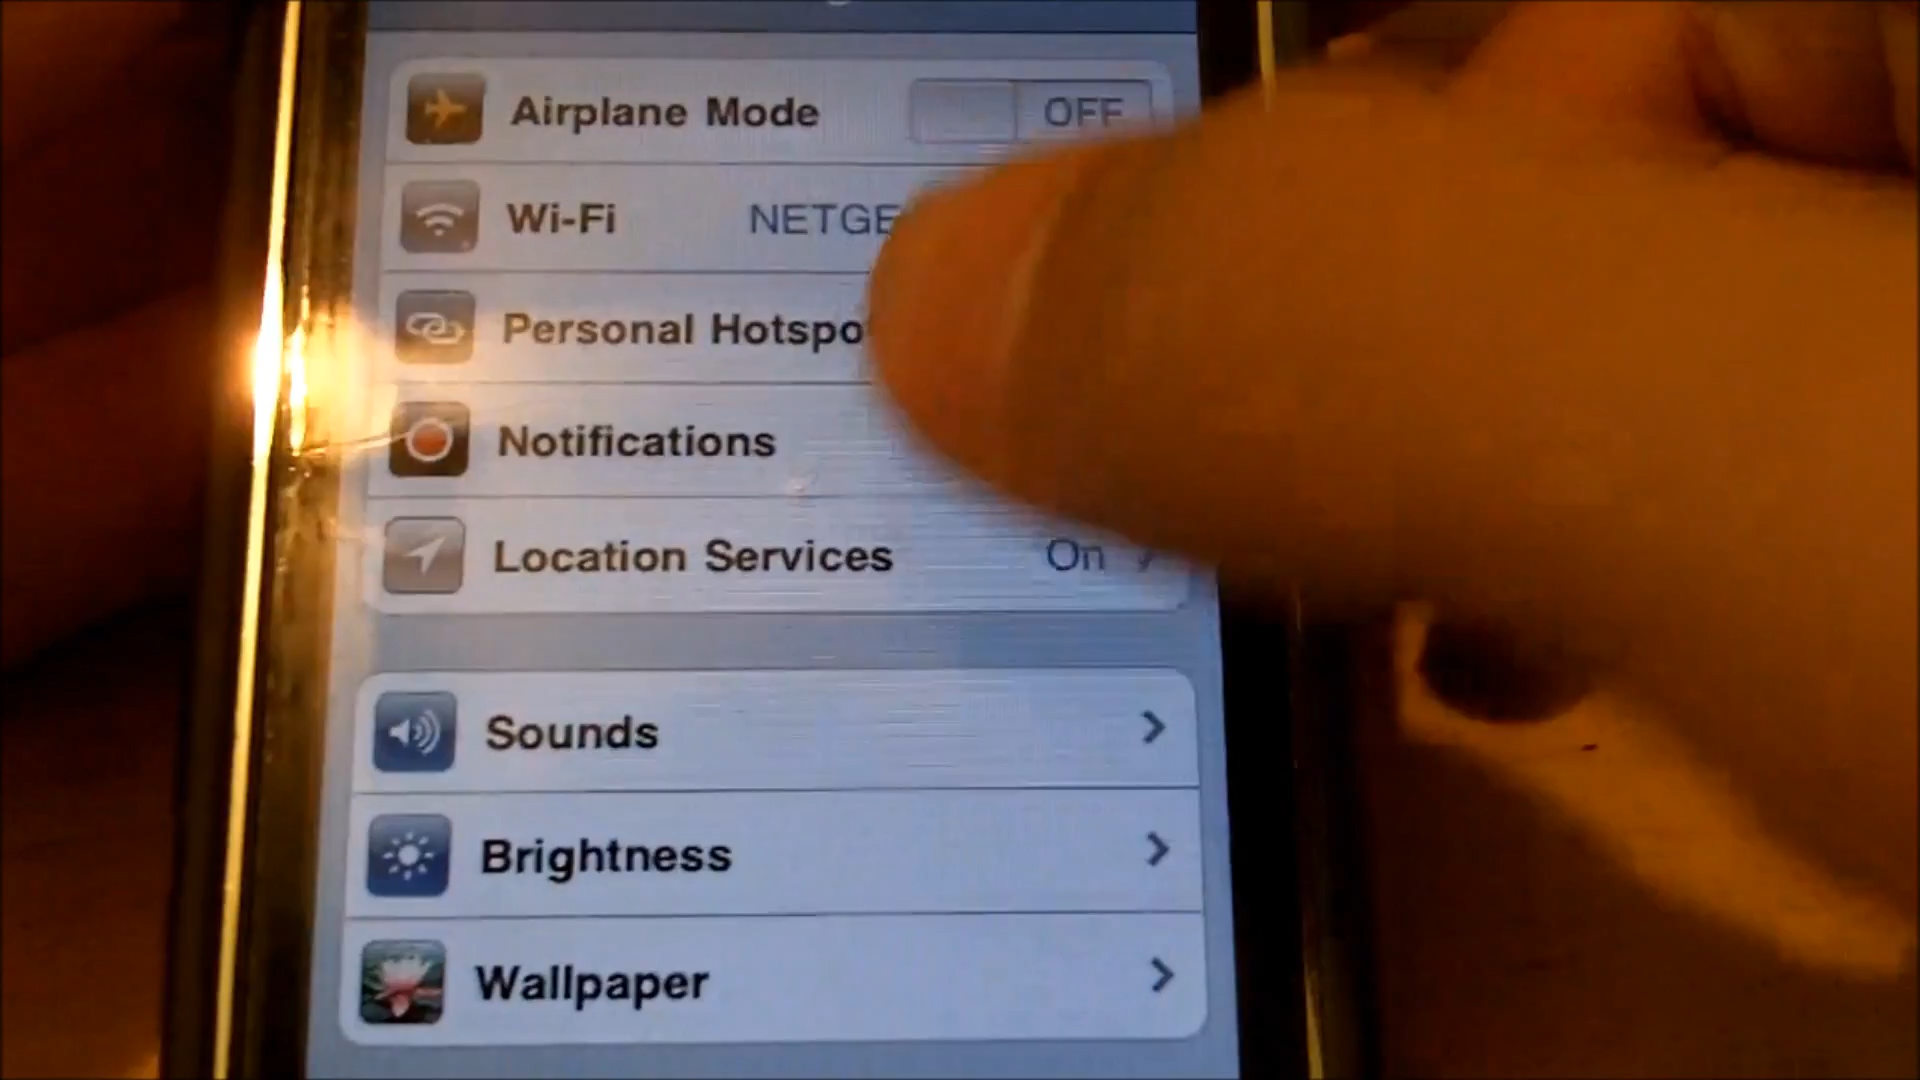 Airplane Mode OFF
Wi-Fi NETGE
Personal Hotspo
Notifications
Location Services On
Sounds
Brightness
Wallpaper